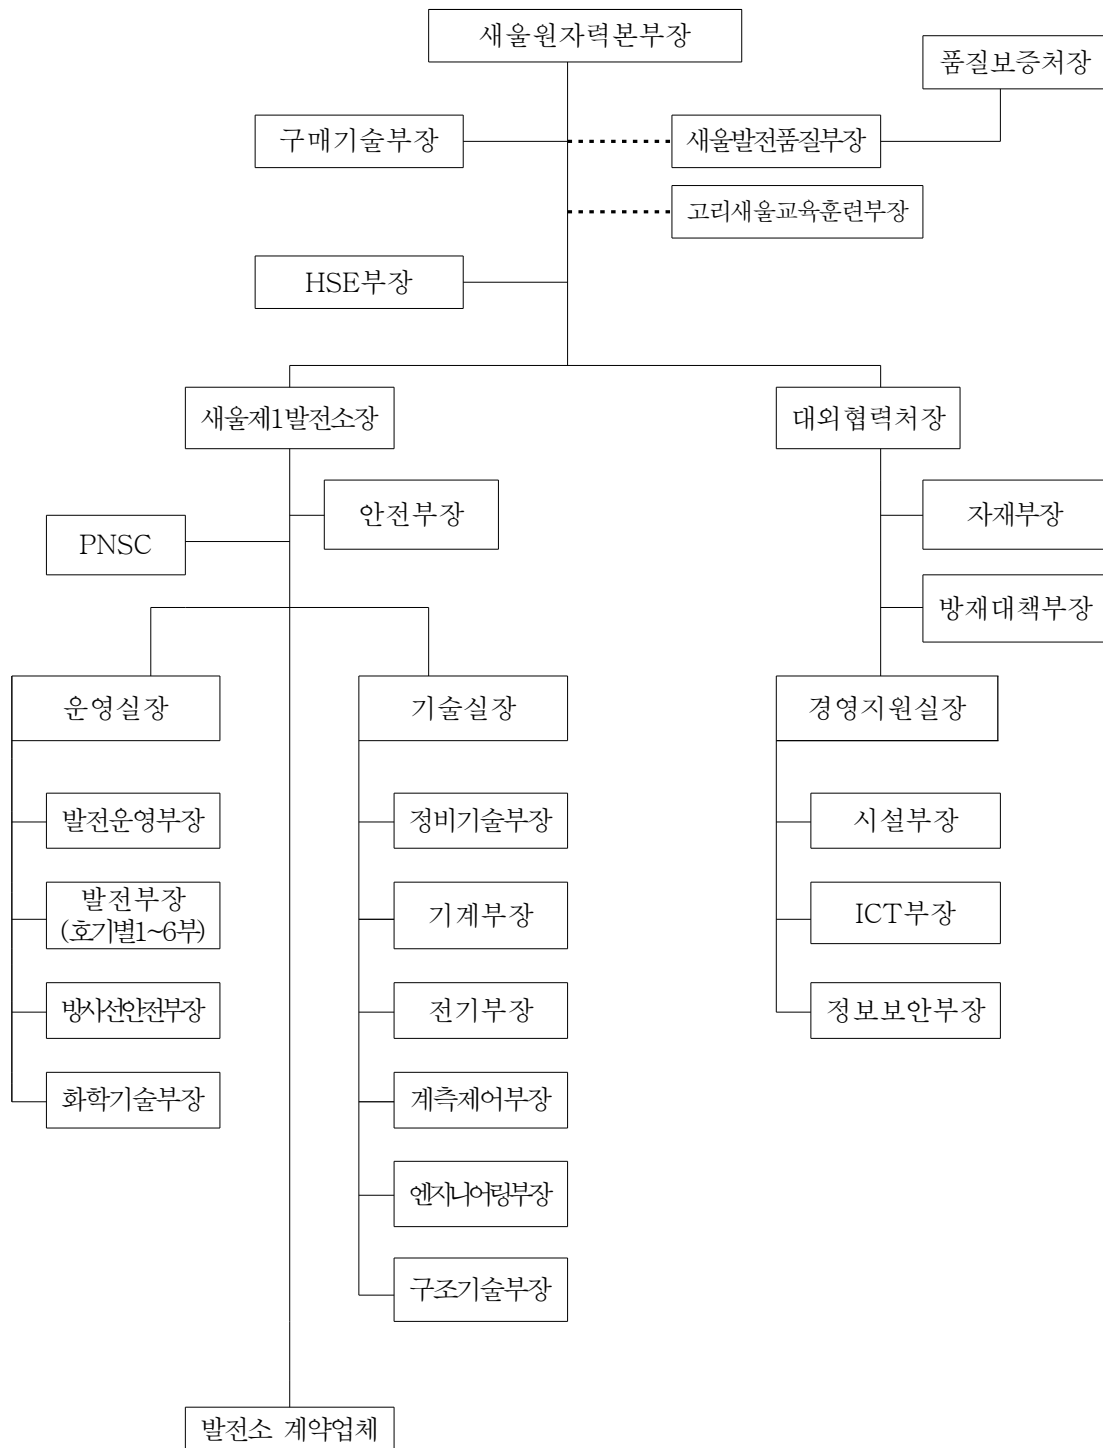 새울원자력본부장
품질보증처장
구매기술부장
새울발전품질부장
고리새울교육훈련부장
HSE부장
새울제1발전소장
대외협력처장
안전부장
자재부장
PNSC
방재대책부장
운영실장
기술실장
경영지원실장
발전운영부장
정비기술부장
시설부장
발전부장
(호기별1~6부)
기계부장
ICT부장
방사선안전부장
전기부장
정보보안부장
화학기술부장
계측제어부장
엔지니어링부장
구조기술부장
발전소 계약업체